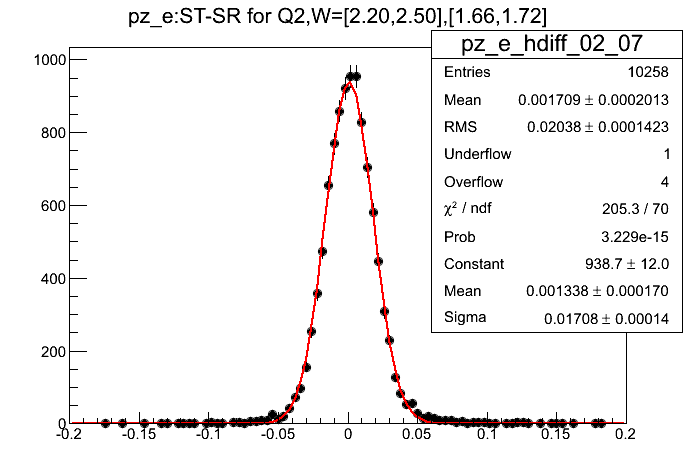 pz_e:ST-SR for Q2,W=[2.20,2.50],[1.66,1.72]
pz_e_hdiff_02_07
Entries 10258
Mean 0.001709 ± 0.0002013
RMS 0.02038 ± 0.0001423
Underflow 1
Overflow 4
χ² / ndf 205.3 / 70
Prob 3.229e-15
Constant 938.7 ± 12.0
Mean 0.001338 ± 0.000170
Sigma 0.01708 ± 0.00014
1000
800
600
400
200
0
-0.2 -0.15 -0.1 -0.05 0 0.05 0.1 0.15 0.2